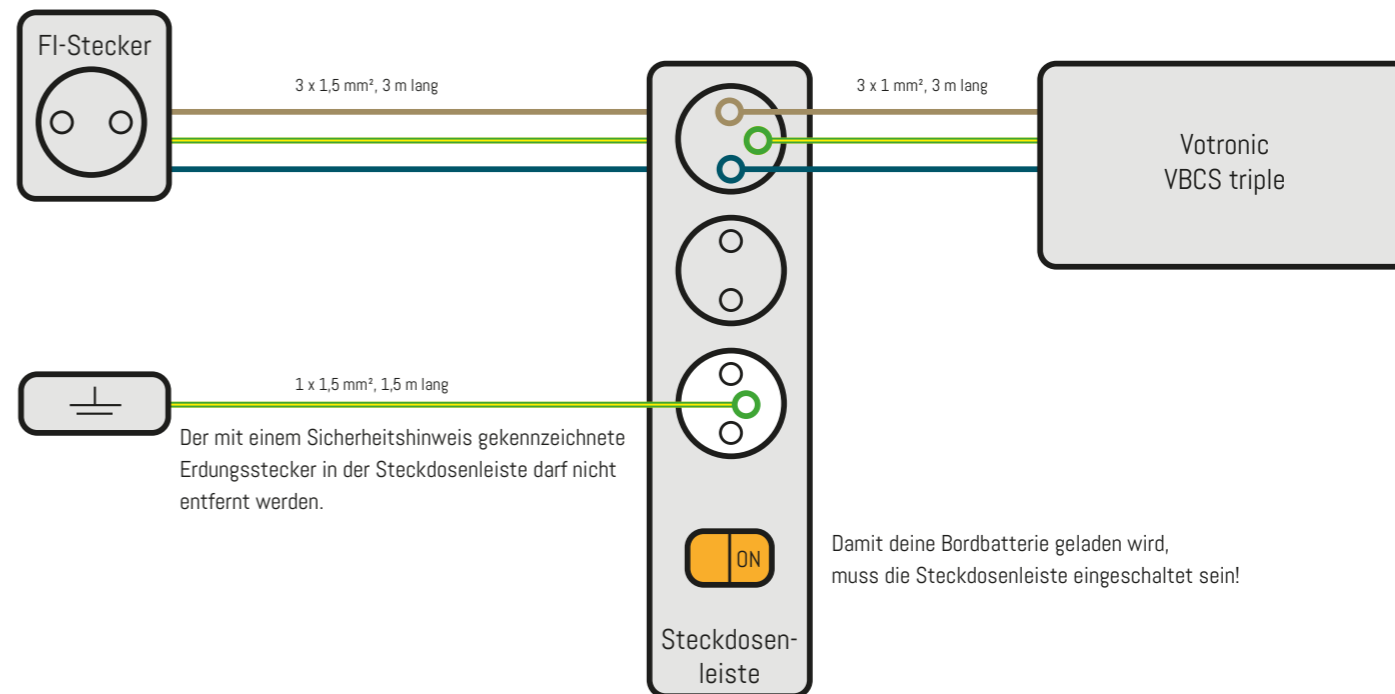 FI-Stecker
3 x 1,5 mm², 3 m lang
3 x 1 mm², 3 m lang
Votronic
VBCS triple
1 x 1,5 mm², 1,5 m lang
Der mit einem Sicherheitshinweis gekennzeichnete
Erdungsstecker in der Steckdosenleiste darf nicht
entfernt werden.
ON
Damit deine Bordbatterie geladen wird,
muss die Steckdosenleiste eingeschaltet sein!
Steckdosen-
leiste